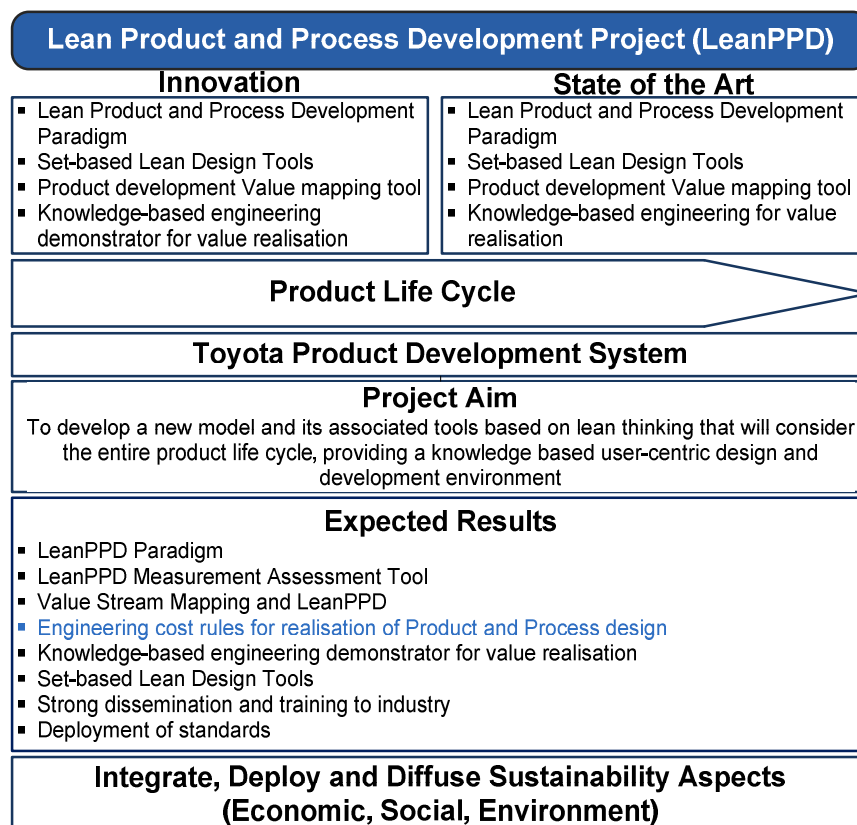 Lean Product and Process Development Project (LeanPPD)
Innovation
▪ Lean Product and Process Development
Paradigm
▪ Set-based Lean Design Tools
▪ Product development Value mapping tool
▪ Knowledge-based engineering
demonstrator for value realisation
State of the Art
▪ Lean Product and Process Development
Paradigm
▪ Set-based Lean Design Tools
▪ Product development Value mapping tool
▪ Knowledge-based engineering for value
realisation
Product Life Cycle
Toyota Product Development System
Project Aim
To develop a new model and its associated tools based on lean thinking that will consider
the entire product life cycle, providing a knowledge based user-centric design and
development environment
Expected Results
▪ LeanPPD Paradigm
▪ LeanPPD Measurement Assessment Tool
▪ Value Stream Mapping and LeanPPD
▪ Engineering cost rules for realisation of Product and Process design
▪ Knowledge-based engineering demonstrator for value realisation
▪ Set-based Lean Design Tools
▪ Strong dissemination and training to industry
▪ Deployment of standards
Integrate, Deploy and Diffuse Sustainability Aspects
(Economic, Social, Environment)